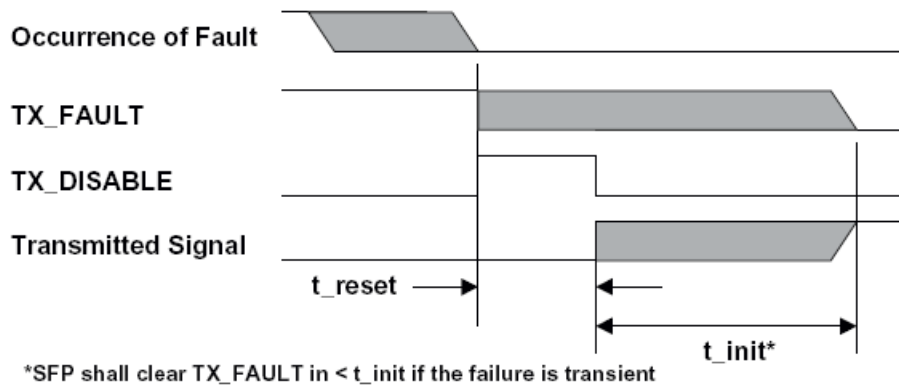 Occurrence of Fault
TX_FAULT
TX_DISABLE
Transmitted Signal
t_reset
t_init*
*SFP shall clear TX_FAULT in < t_init if the failure is transient